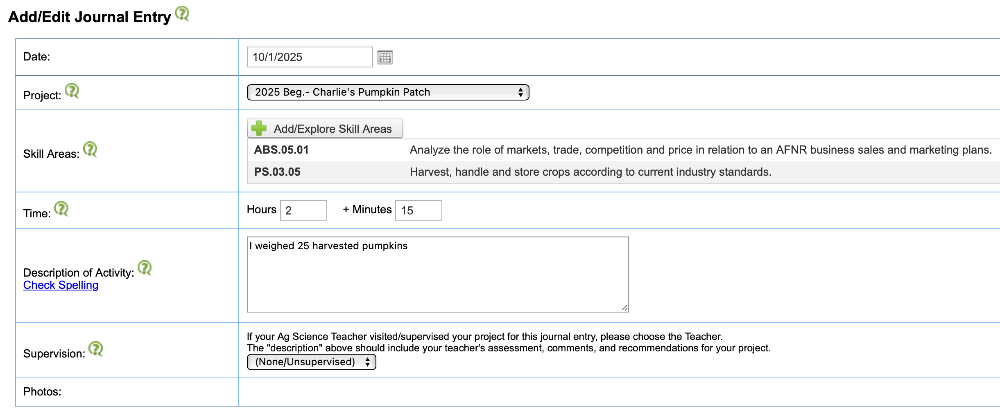 Add/Edit Journal Entry
Date:
10/1/2025
Project:
2025 Beg.- Charlie's Pumpkin Patch
Skill Areas:
Add/Explore Skill Areas
ABS.05.01 Analyze the role of markets, trade, competition and price in relation to an AFNR business sales and marketing plans.
PS.03.05 Harvest, handle and store crops according to current industry standards.
Time:
Hours 2 + Minutes 15
Description of Activity:
Check Spelling
I weighed 25 harvested pumpkins
Supervision:
If your Ag Science Teacher visited/supervised your project for this journal entry, please choose the Teacher.
The "description" above should include your teacher's assessment, comments, and recommendations for your project.
(None/Unsupervised)
Photos: